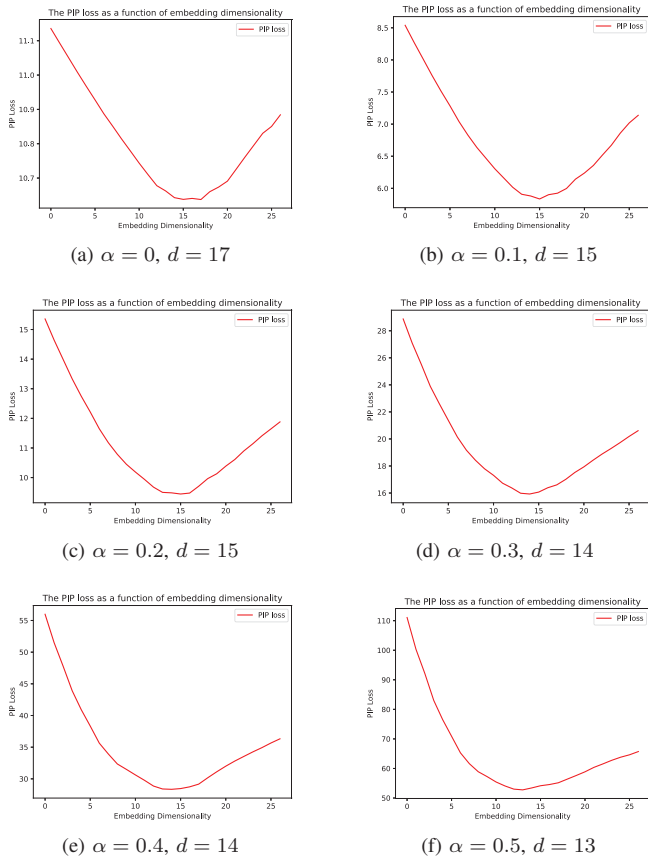 The PIP loss as a function of embedding dimensionality
PIP loss
11.1
11.0
10.9
10.8
10.7
PIP Loss
0 5 10 15 20 25
Embedding Dimensionality
(a) α = 0, d = 17
The PIP loss as a function of embedding dimensionality
PIP loss
8.5
8.0
7.5
7.0
6.5
6.0
PIP Loss
0 5 10 15 20 25
Embedding Dimensionality
(b) α = 0.1, d = 15
The PIP loss as a function of embedding dimensionality
PIP loss
15
14
13
12
11
10
PIP Loss
0 5 10 15 20 25
Embedding Dimensionality
(c) α = 0.2, d = 15
The PIP loss as a function of embedding dimensionality
PIP loss
28
26
24
22
20
18
16
PIP Loss
0 5 10 15 20 25
Embedding Dimensionality
(d) α = 0.3, d = 14
The PIP loss as a function of embedding dimensionality
PIP loss
55
50
45
40
35
30
PIP Loss
0 5 10 15 20 25
Embedding Dimensionality
(e) α = 0.4, d = 14
The PIP loss as a function of embedding dimensionality
PIP loss
110
100
90
80
70
60
50
PIP Loss
0 5 10 15 20 25
Embedding Dimensionality
(f) α = 0.5, d = 13